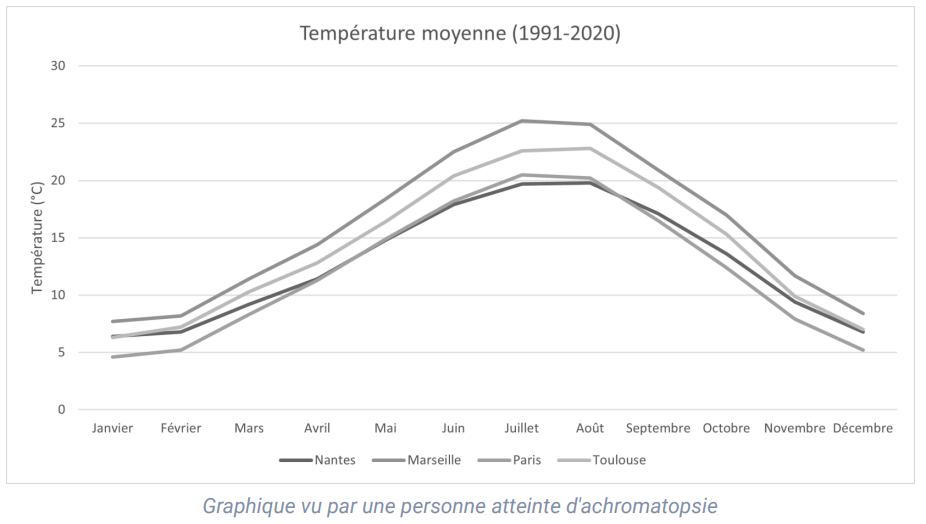 Température moyenne (1991-2020)
30
25
20
15
10
5
0
Température (°C)
Janvier Février Mars Avril Mai Juin Juillet Août Septembre Octobre Novembre Décembre
Nantes Marseille Paris Toulouse
Graphique vu par une personne atteinte d'achromatopsie